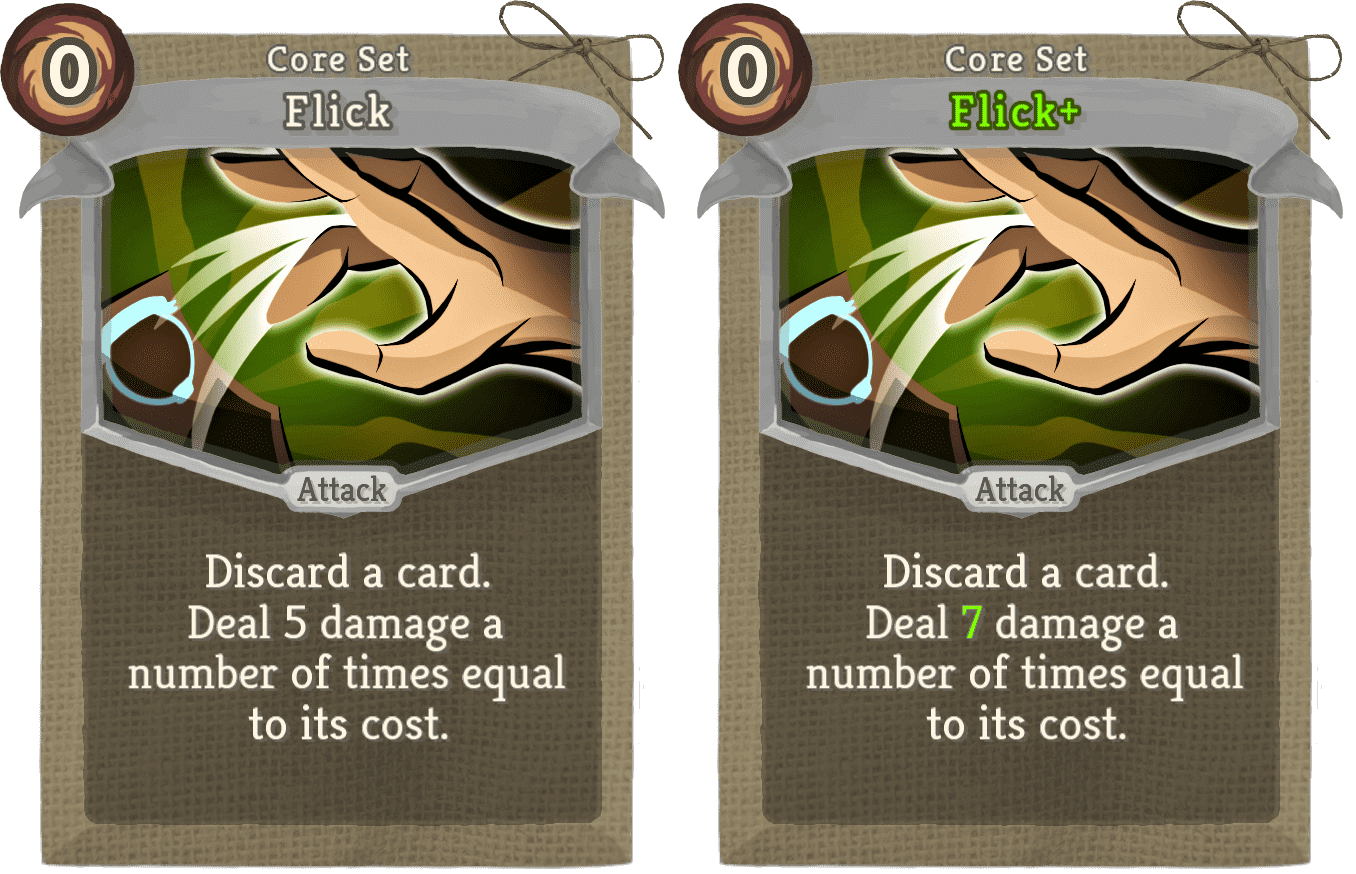 0
Core Set
Flick
Attack
Discard a card.
Deal 5 damage a
number of times equal
to its cost.
0
Core Set
Flick+
Attack
Discard a card.
Deal 7 damage a
number of times equal
to its cost.